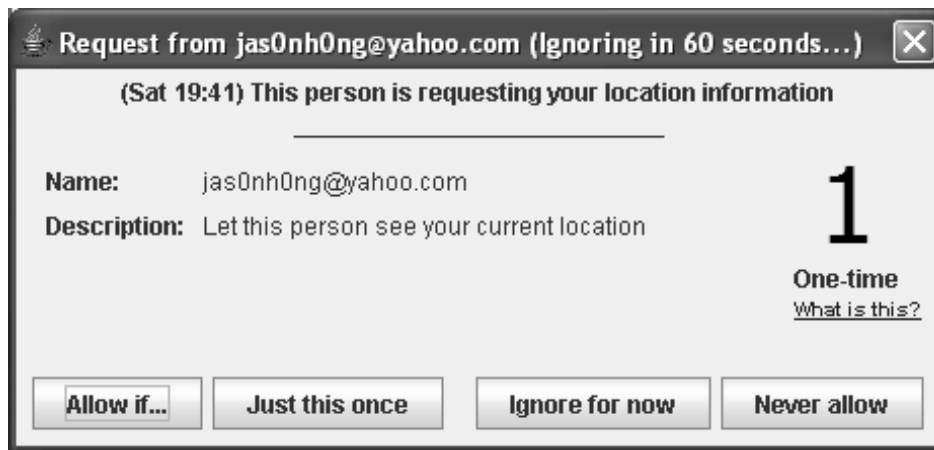 Request from jas0nh0ng@yahoo.com (Ignoring in 60 seconds...)
(Sat 19:41) This person is requesting your location information
Name: jas0nh0ng@yahoo.com
Description: Let this person see your current location
1
One-time
What is this?
Allow if... Just this once Ignore for now Never allow